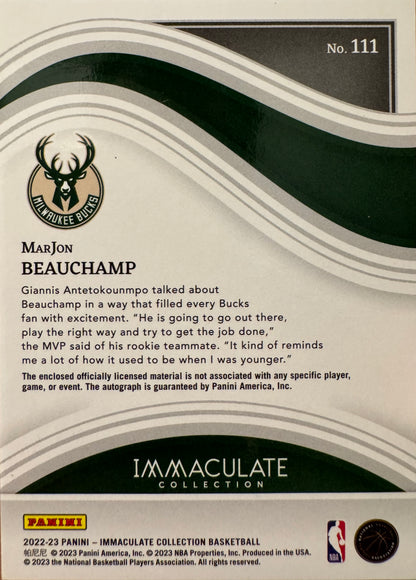 No. 111
MILWAUKEE BUCKS
MARJON
BEAUCHAMP
Giannis Antetokounmpo talked about
Beauchamp in a way that filled every Bucks
fan with excitement. “He is going to go out there,
play the right way and try to get the job done,”
the MVP said of his rookie teammate. “It kind of reminds
me a lot of how it used to be when I was younger.”
The enclosed officially licensed material is not associated with any specific player,
game, or event. The autograph is guaranteed by Panini America, Inc.
IMMACULATE
COLLECTION
PANINI
2022-23 PANINI – IMMACULATE COLLECTION BASKETBALL
帕尼尼 © 2023 Panini America, Inc. © 2023 NBA Properties, Inc. Produced in the USA.
© 2023 the National Basketball Players Association. All rights reserved.
NBA